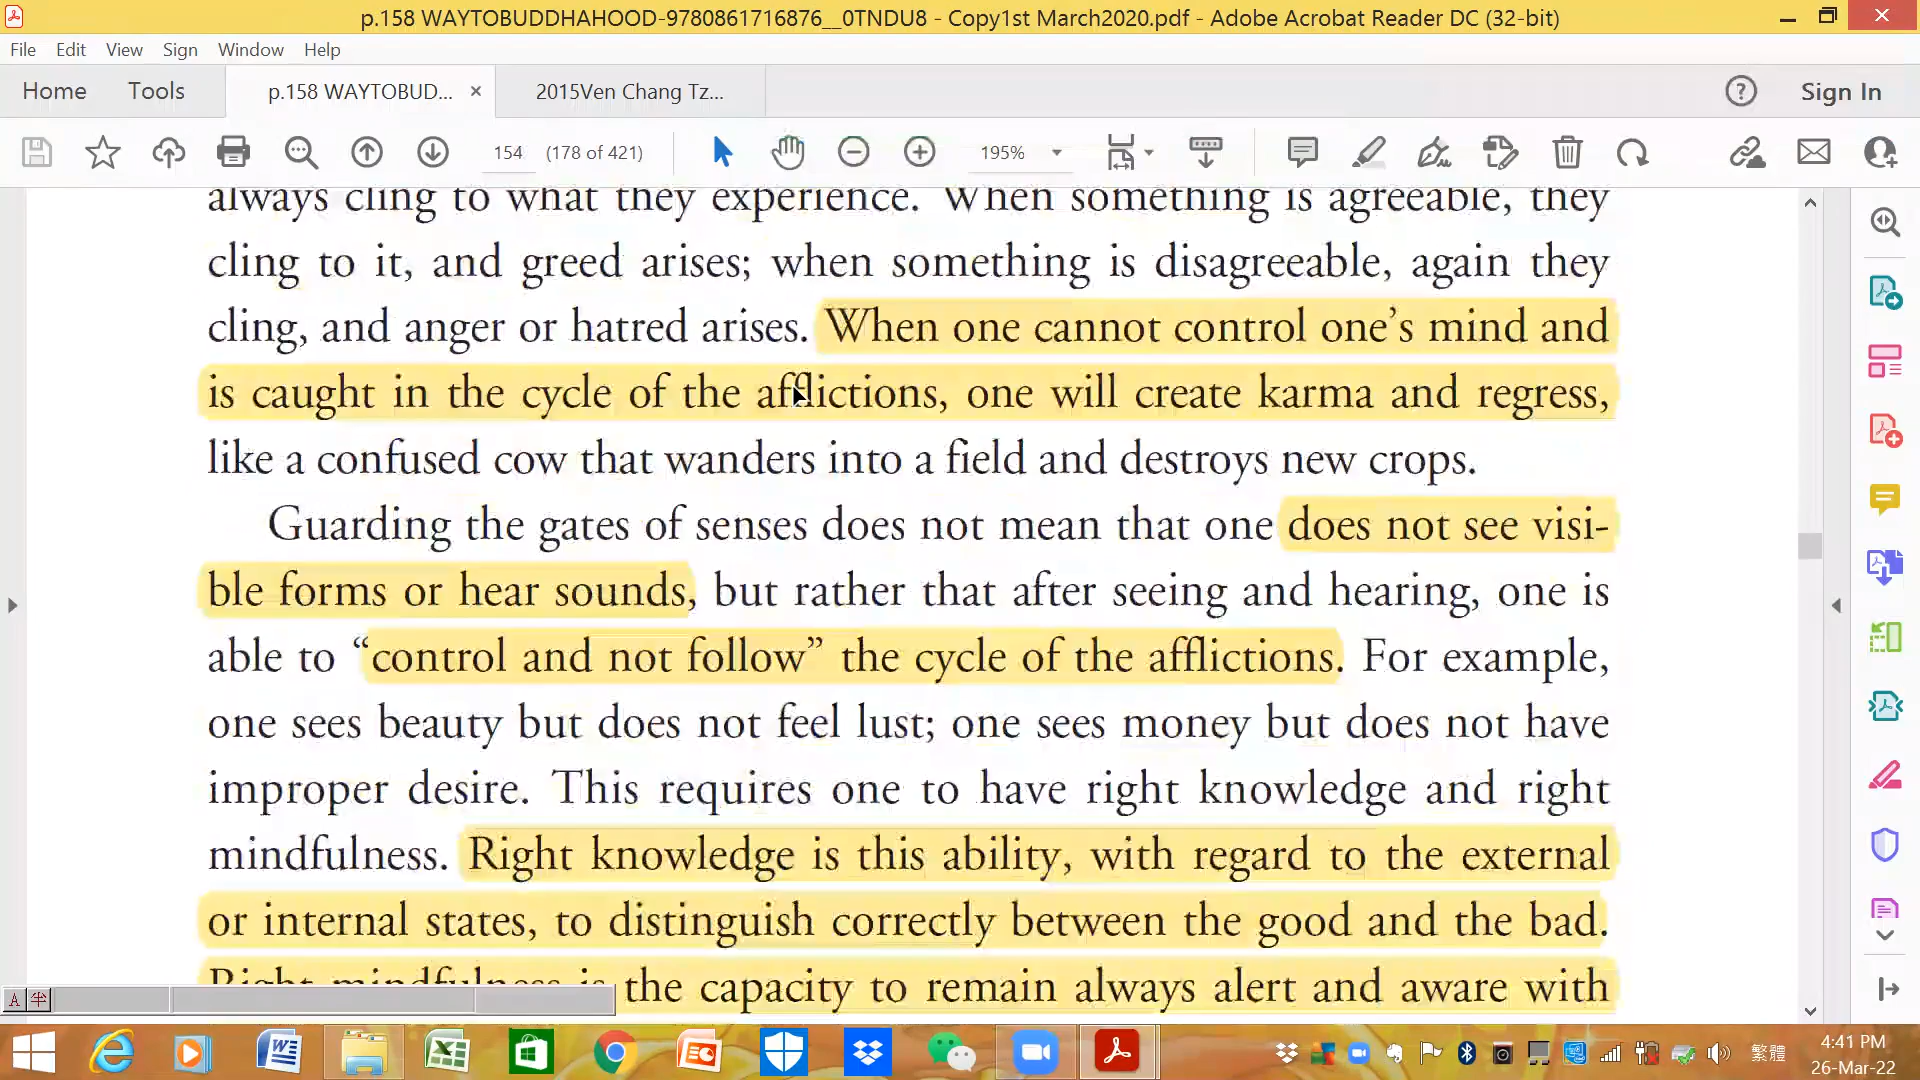 p.158 WAYTOBUDDHAHOOD-9780861716876__0TNDU8 - Copy1st March2020.pdf - Adobe Acrobat Reader DC (32-bit)
File Edit View Sign Window Help
Home Tools p.158 WAYTOBUD... × 2015Ven Chang Tz... Sign In
154 (178 of 421) 195%
always cling to what they experience. When something is agreeable, they
cling to it, and greed arises; when something is disagreeable, again they
cling, and anger or hatred arises. When one cannot control one's mind and
is caught in the cycle of the afflictions, one will create karma and regress,
like a confused cow that wanders into a field and destroys new crops.
Guarding the gates of senses does not mean that one does not see visi-
ble forms or hear sounds, but rather that after seeing and hearing, one is
able to “control and not follow” the cycle of the afflictions. For example,
one sees beauty but does not feel lust; one sees money but does not have
improper desire. This requires one to have right knowledge and right
mindfulness. Right knowledge is this ability, with regard to the external
or internal states, to distinguish correctly between the good and the bad.
Right mindfulness is the capacity to remain always alert and aware with
A 半
繁體
4:41 PM
26-Mar-22